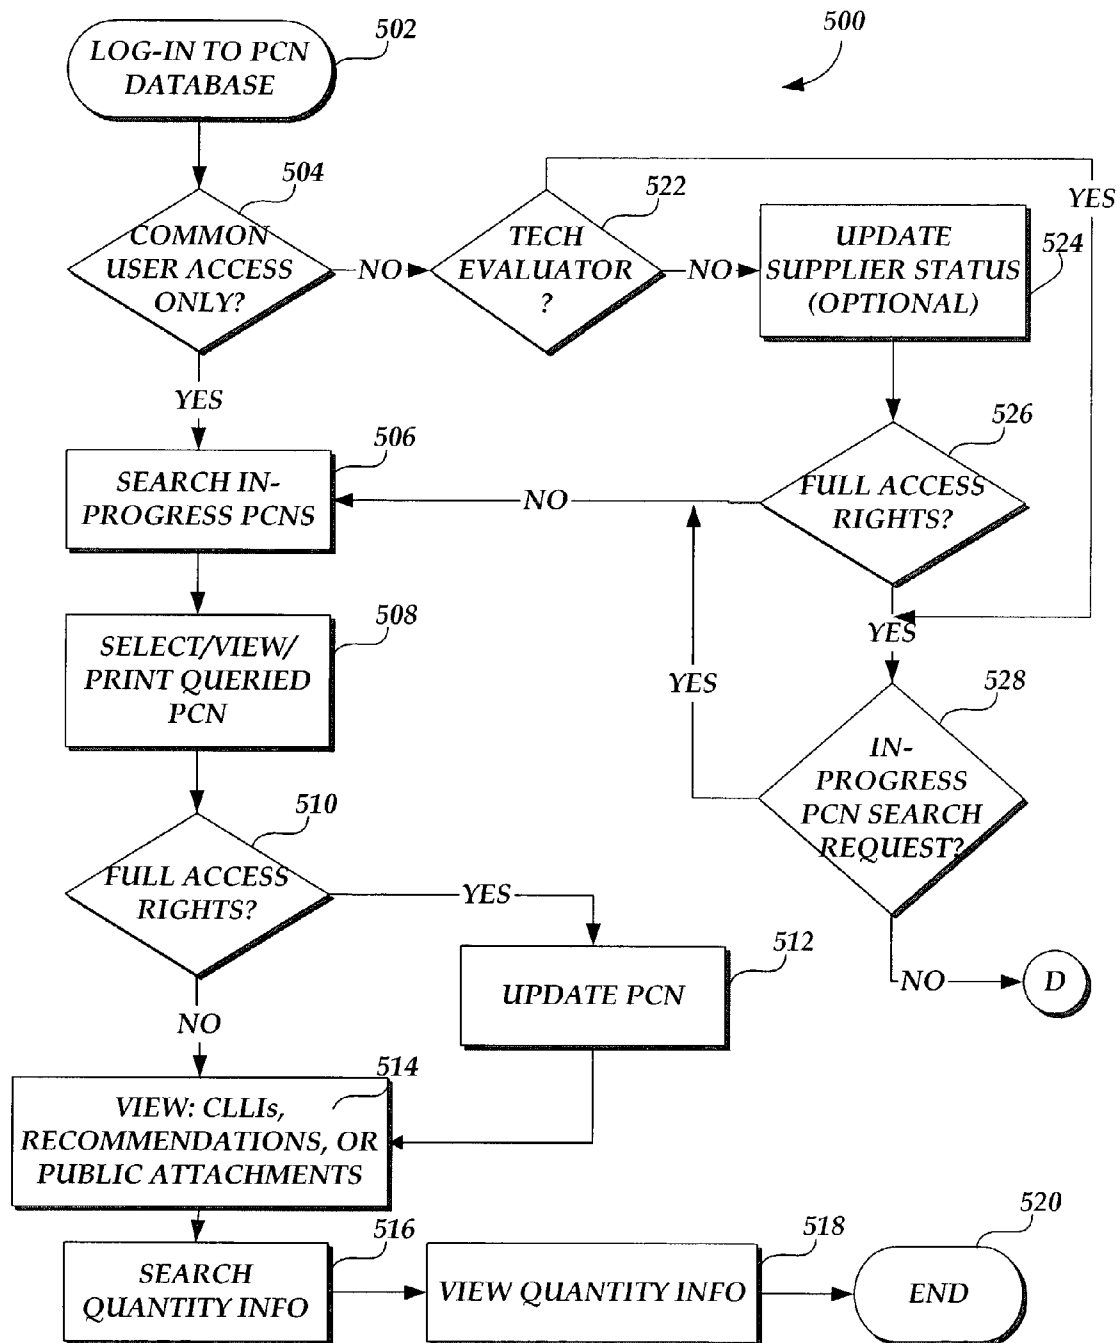 LOG-IN TO PCN
DATABASE
502
500
504
COMMON
USER ACCESS
ONLY?
NO
522
TECH
EVALUATOR
?
NO
YES
UPDATE
SUPPLIER STATUS
(OPTIONAL)
524
YES
506
SEARCH IN-
PROGRESS PCNS
NO
526
FULL ACCESS
RIGHTS?
YES
508
SELECT/VIEW/
PRINT QUERIED
PCN
YES
528
IN-
PROGRESS
PCN SEARCH
REQUEST?
NO
D
510
FULL ACCESS
RIGHTS?
YES
512
UPDATE PCN
NO
514
VIEW: CLLIs,
RECOMMENDATIONS, OR
PUBLIC ATTACHMENTS
516
SEARCH
QUANTITY INFO
518
VIEW QUANTITY INFO
520
END